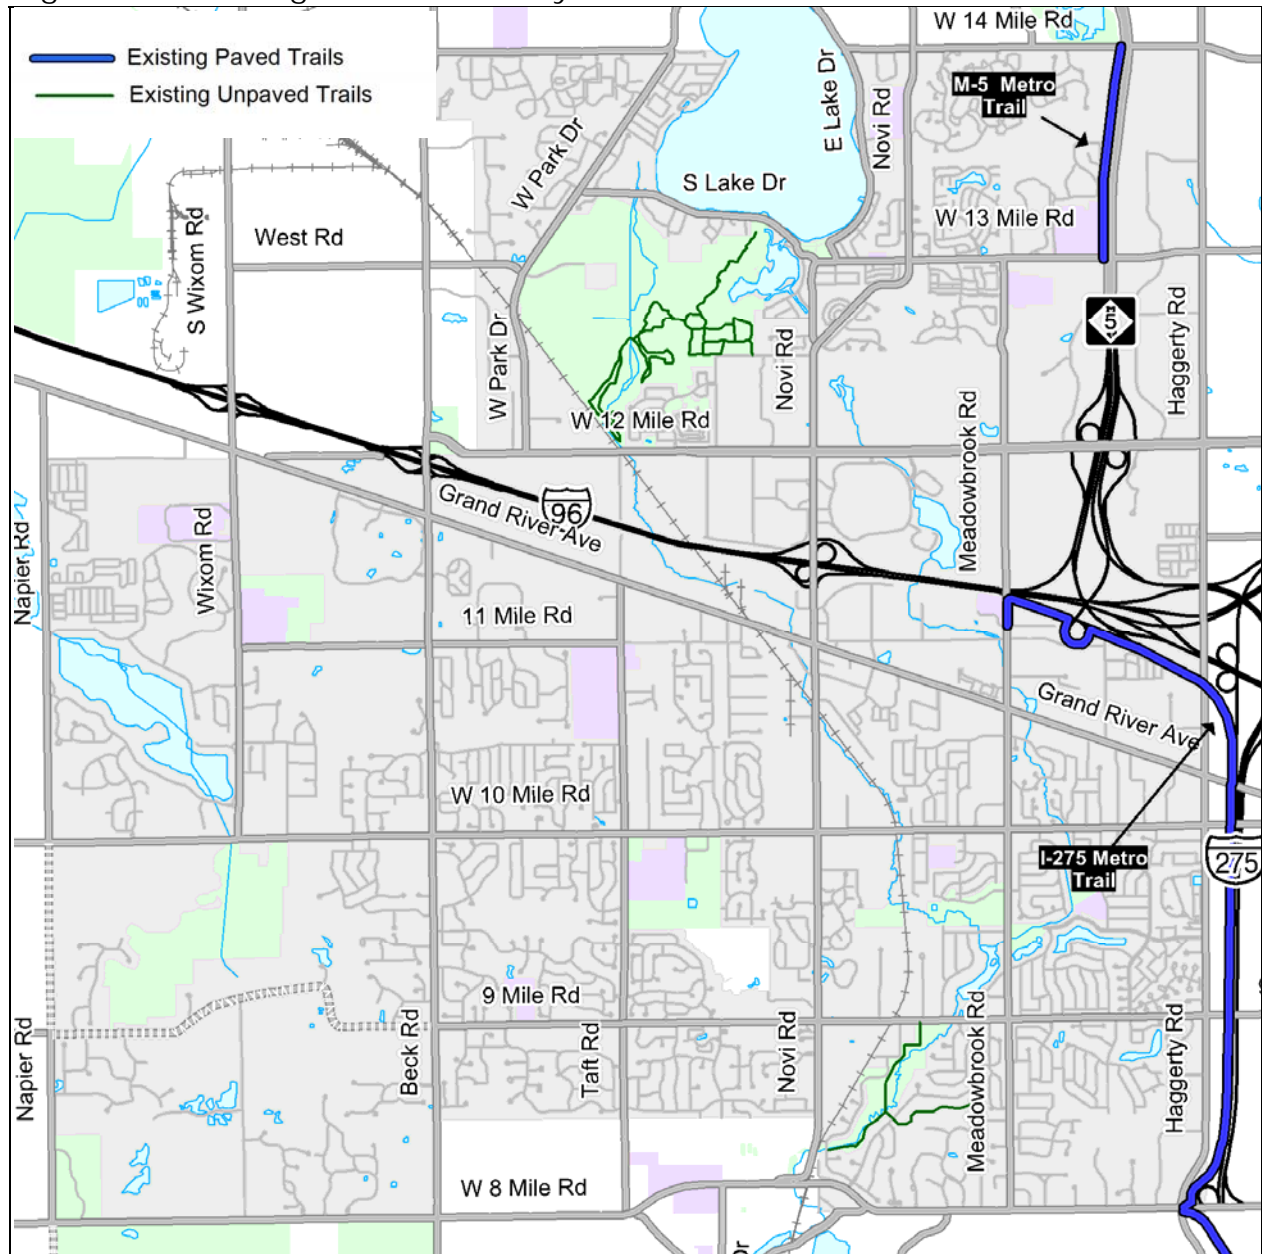 W 14 Mile Rd
Existing Paved Trails
Existing Unpaved Trails
M-5 Metro
Trail
E Lake Dr
Novi Rd
W Park Dr
S Lake Dr
W 13 Mile Rd
S Wixom Rd
West Rd
M
5
Haggerty Rd
W Park Dr
Novi Rd
Meadowbrook Rd
W 12 Mile Rd
96
Grand River Ave
Napier Rd
Wixom Rd
11 Mile Rd
Grand River Ave
W 10 Mile Rd
I-275 Metro
Trail
275
9 Mile Rd
Napier Rd
Beck Rd
Taft Rd
Novi Rd
Meadowbrook Rd
Haggerty Rd
W 8 Mile Rd
Dr